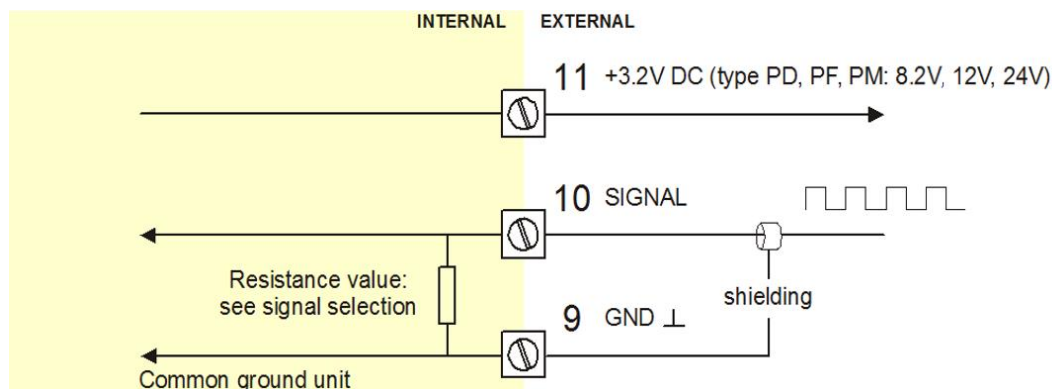 INTERNAL EXTERNAL
11 +3.2V DC (type PD, PF, PM: 8.2V, 12V, 24V)
10 SIGNAL
Resistance value:
see signal selection
shielding
9 GND ⊥
Common ground unit